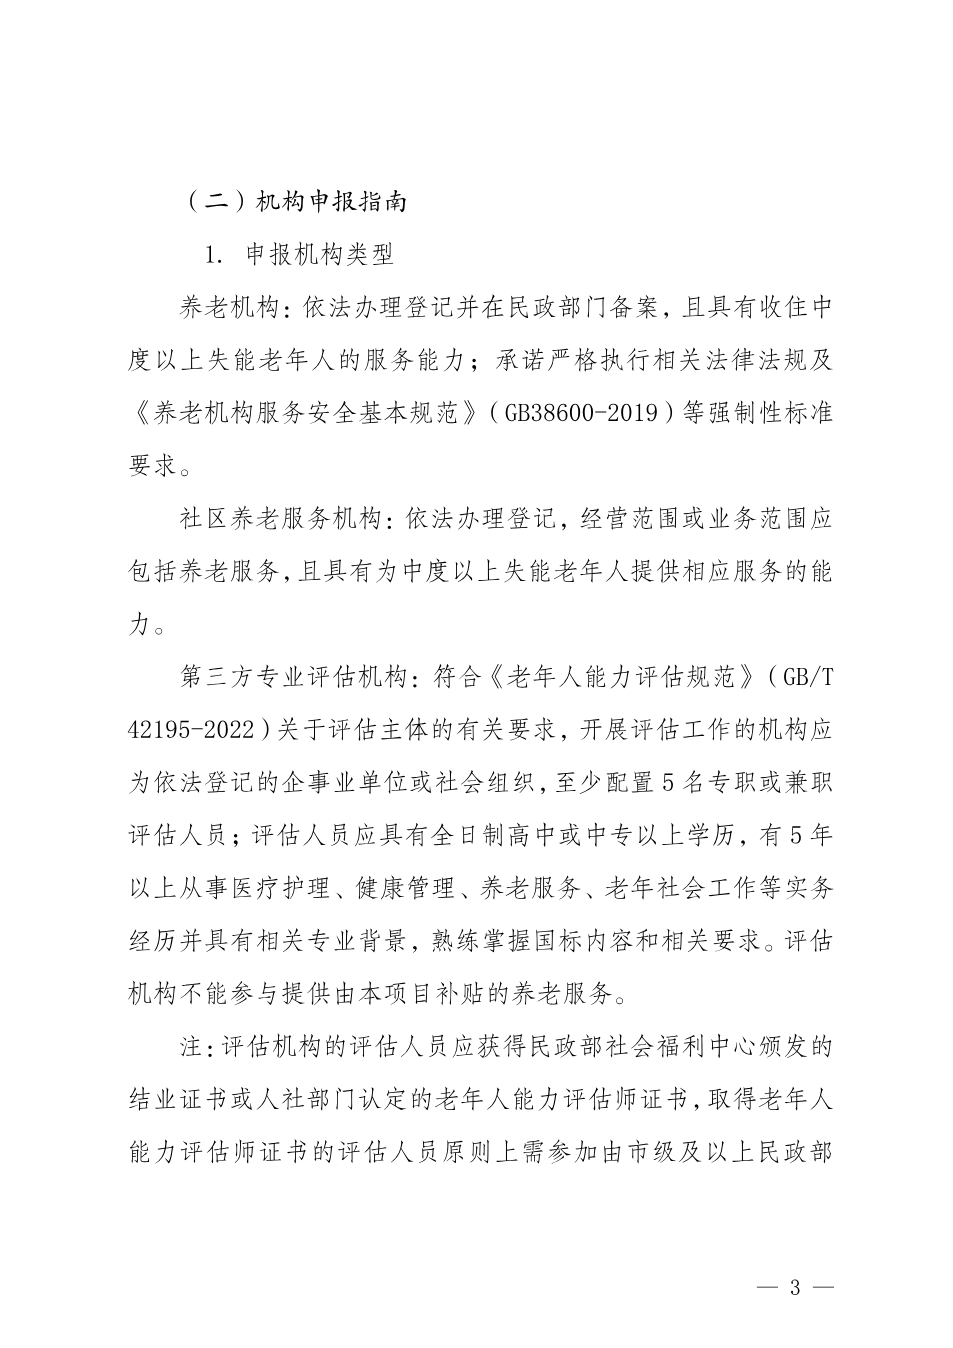 （二）机构申报指南
1. 申报机构类型
养老机构：依法办理登记并在民政部门备案，且具有收住中
度以上失能老年人的服务能力；承诺严格执行相关法律法规及
《养老机构服务安全基本规范》（GB38600-2019）等强制性标准
要求。
社区养老服务机构：依法办理登记，经营范围或业务范围应
包括养老服务，且具有为中度以上失能老年人提供相应服务的能
力。
第三方专业评估机构：符合《老年人能力评估规范》（GB/T
42195-2022）关于评估主体的有关要求，开展评估工作的机构应
为依法登记的企事业单位或社会组织，至少配置 5 名专职或兼职
评估人员；评估人员应具有全日制高中或中专以上学历，有 5 年
以上从事医疗护理、健康管理、养老服务、老年社会工作等实务
经历并具有相关专业背景，熟练掌握国标内容和相关要求。评估
机构不能参与提供由本项目补贴的养老服务。
注：评估机构的评估人员应获得民政部社会福利中心颁发的
结业证书或人社部门认定的老年人能力评估师证书，取得老年人
能力评估师证书的评估人员原则上需参加由市级及以上民政部
— 3 —